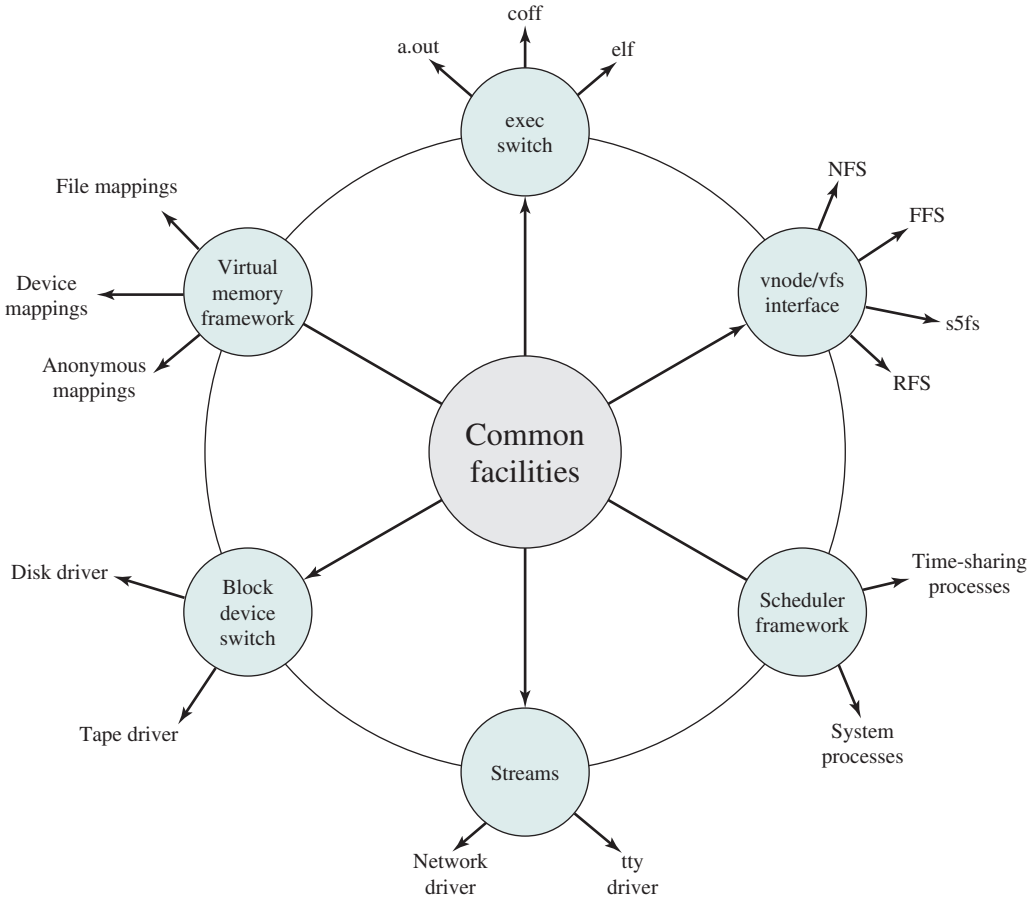 coff
a.out
elf
exec
switch
NFS
FFS
vnode/vfs
interface
s5fs
RFS
File mappings
Virtual
memory
framework
Device
mappings
Anonymous
mappings
Common
facilities
Disk driver
Block
device
switch
Tape driver
Time-sharing
processes
Scheduler
framework
System
processes
Streams
Network
driver
tty
driver